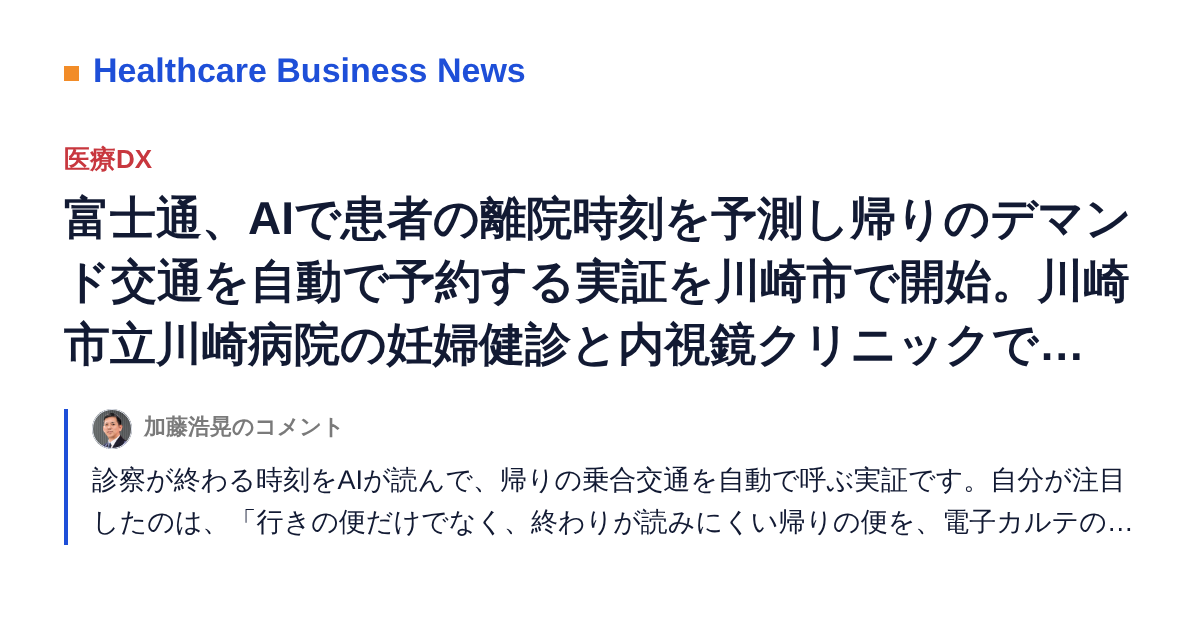 Healthcare Business News
医療DX
富士通、AIで患者の離院時刻を予測し帰りのデマン
ド交通を自動で予約する実証を川崎市で開始。川崎
市立川崎病院の妊婦健診と内視鏡クリニックで…
加藤浩晃のコメント
診察が終わる時刻をAIが読んで、帰りの乗合交通を自動で呼ぶ実証です。自分が注目
したのは、「行きの便だけでなく、終わりが読みにくい帰りの便を、電子カルテの…